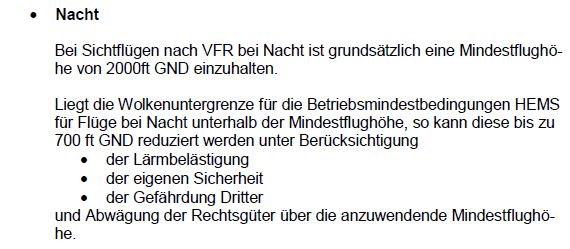 • Nacht
Bei Sichtflügen nach VFR bei Nacht ist grundsätzlich eine Mindestflughö-
he von 2000ft GND einzuhalten.
Liegt die Wolkenuntergrenze für die Betriebsmindestbedingungen HEMS
für Flüge bei Nacht unterhalb der Mindestflughöhe, so kann diese bis zu
700 ft GND reduziert werden unter Berücksichtigung
• der Lärmbelästigung
• der eigenen Sicherheit
• der Gefährdung Dritter
und Abwägung der Rechtsgüter über die anzuwendende Mindestflughö-
he.